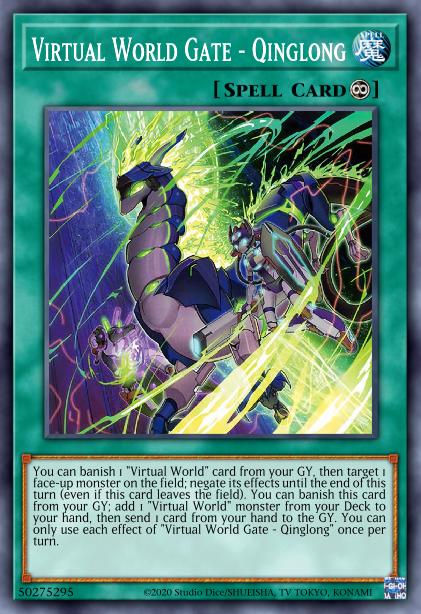 VIRTUAL WORLD GATE - QINGLONG
SPELL
魔
[SPELL CARD]
You can banish 1 "Virtual World" card from your GY, then target 1
face-up monster on the field; negate its effects until the end of this
turn (even if this card leaves the field). You can banish this card
from your GY; add 1 "Virtual World" monster from your Deck to
your hand, then send 1 card from your hand to the GY. You can
only use each effect of "Virtual World Gate - Qinglong" once per
turn.
50275295
©2020 Studio Dice/SHUEISHA, TV TOKYO, KONAMI